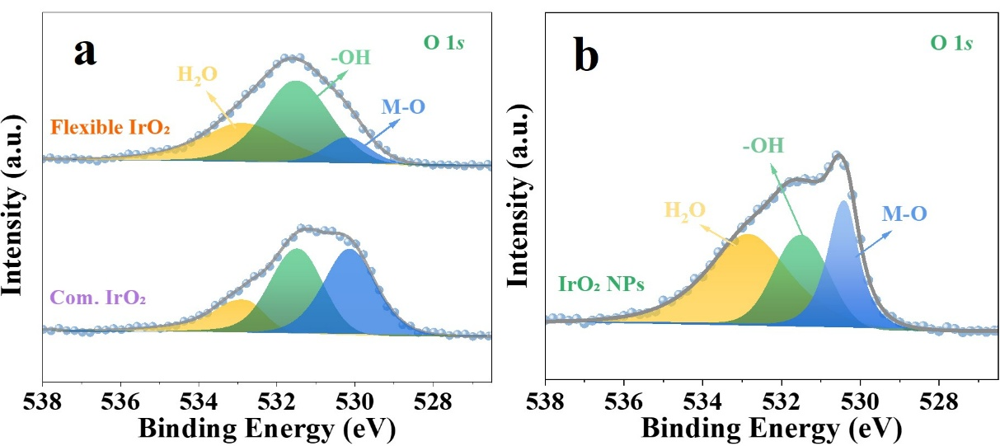 a
O 1s
H₂O
-OH
M-O
Flexible IrO₂
Com. IrO₂
Intensity (a.u.)
538 536 534 532 530 528
Binding Energy (eV)
b
O 1s
-OH
H₂O
M-O
IrO₂ NPs
Intensity (a.u.)
538 536 534 532 530 528
Binding Energy (eV)